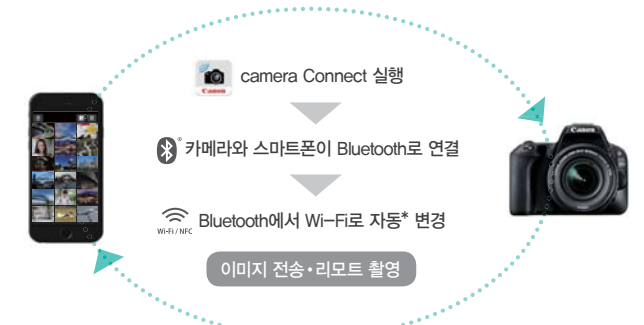 camera Connect 실행
Canon
카메라와 스마트폰이 Bluetooth로 연결
Canon
Wi-Fi / NFC
Bluetooth에서 Wi-Fi로 자동* 변경
이미지 전송•리모트 촬영